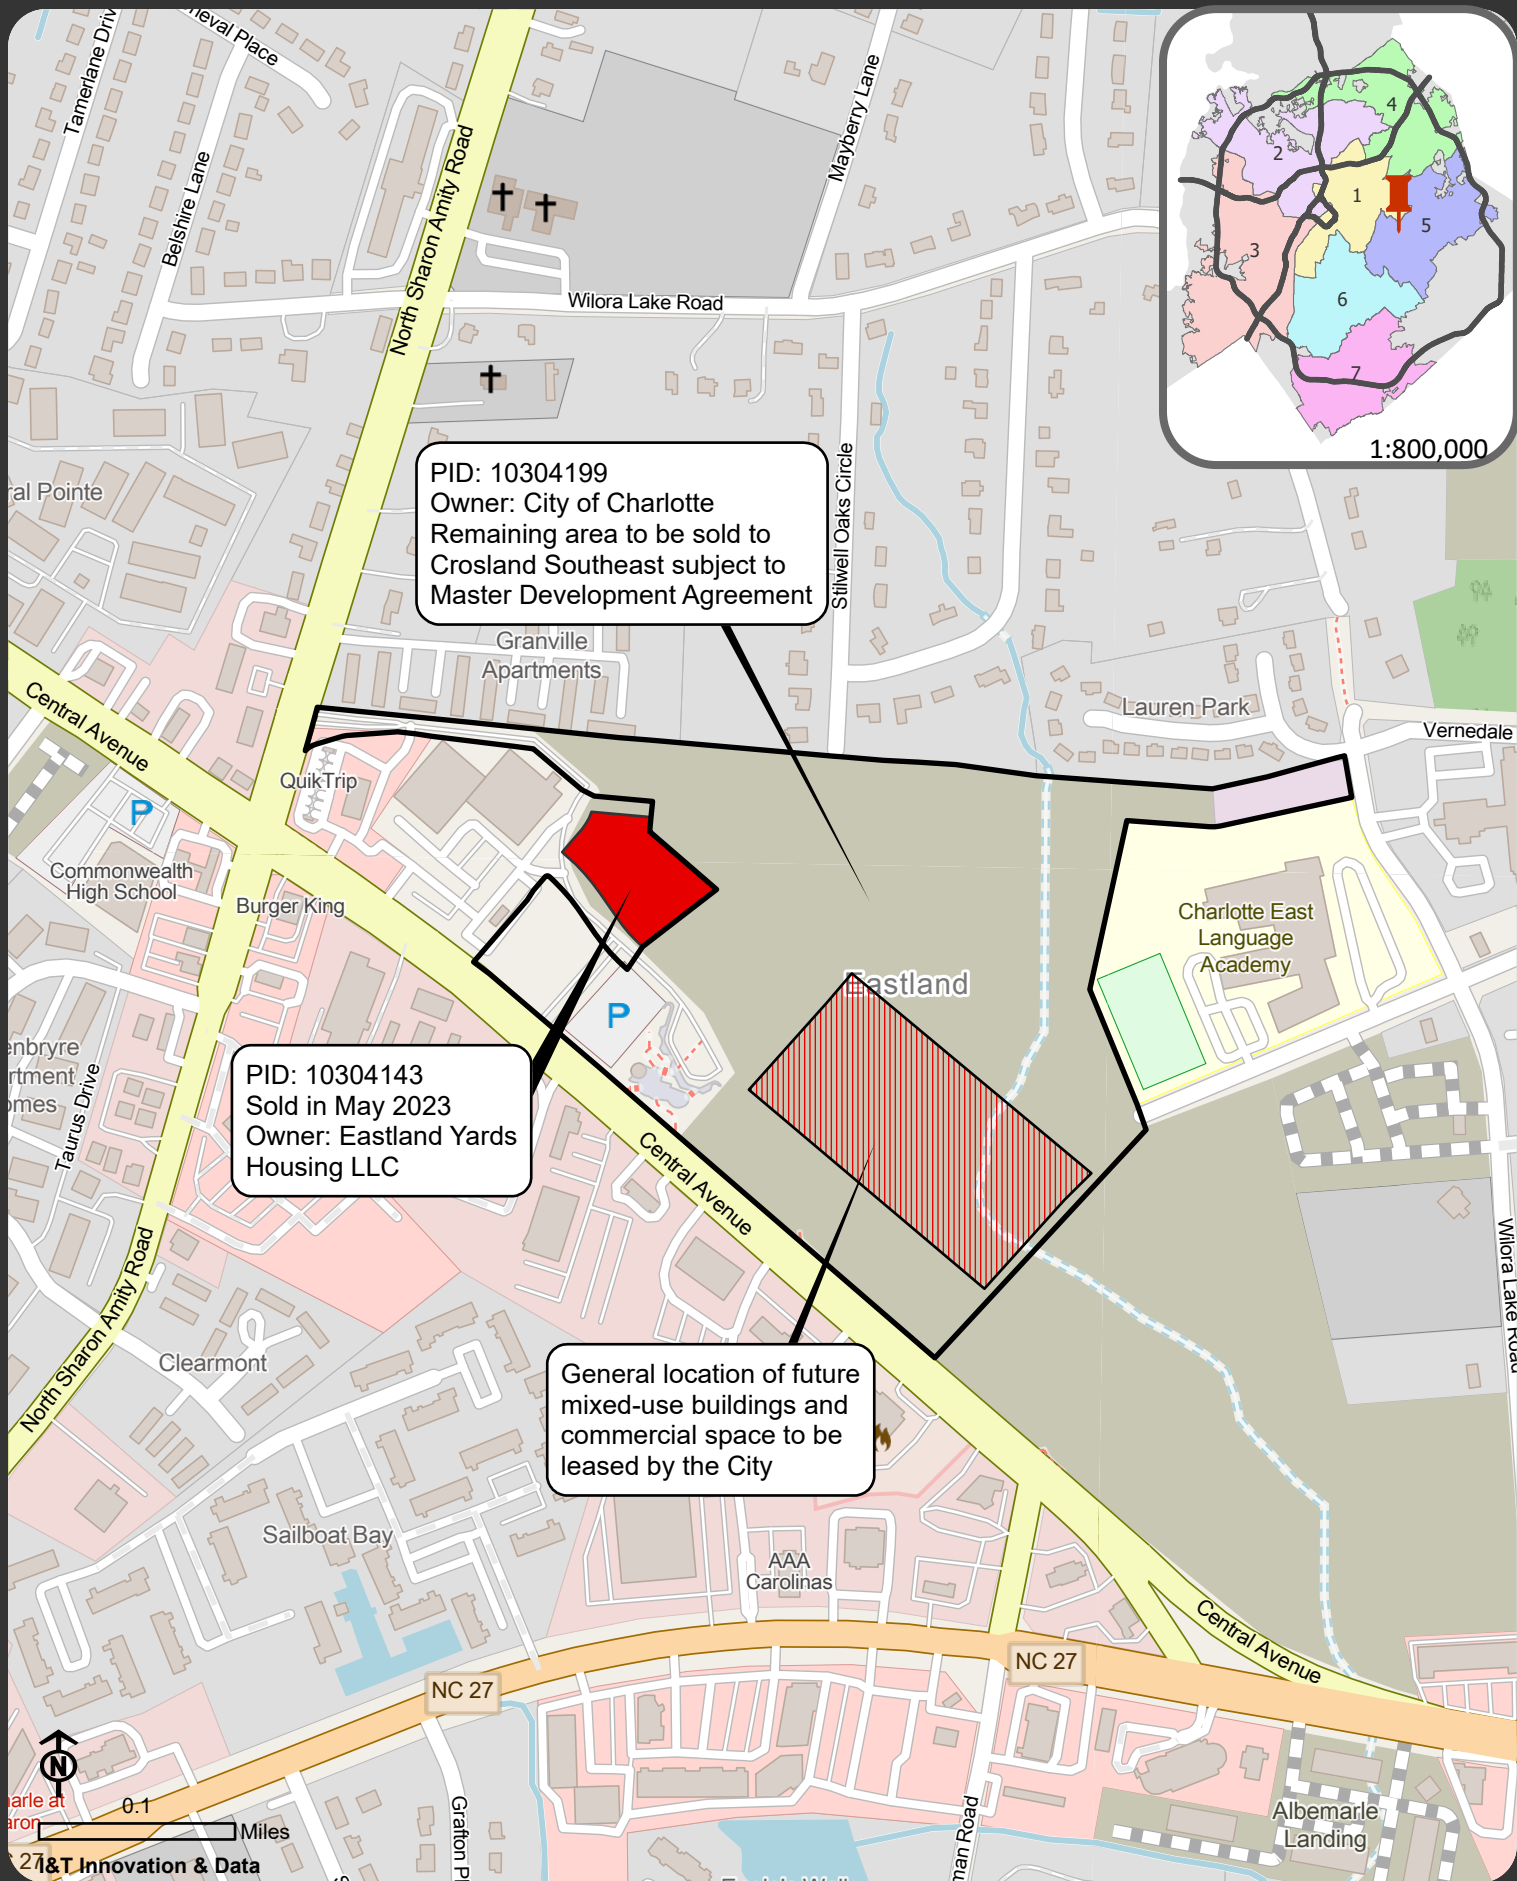 Tamerlane Driv
neval Place
Belshire Lane
North Sharon Amity Road
Mayberry Lane
Wilora Lake Road
4
2
1
5
3
6
7
1:800,000
PID: 10304199
Owner: City of Charlotte
Remaining area to be sold to
Crosland Southeast subject to
Master Development Agreement
Stilwell Oaks Circle
ral Pointe
Granville
Apartments
Central Avenue
Lauren Park
Vernedale
QuikTrip
P
Commonwealth
High School
Burger King
Charlotte East
Language
Academy
Eastland
P
enbryre
rtment
omes
Taurus Drive
PID: 10304143
Sold in May 2023
Owner: Eastland Yards
Housing LLC
Central Avenue
North Sharon Amity Road
Clearmont
Wilora Lake Road
General location of future
mixed-use buildings and
commercial space to be
leased by the City
Sailboat Bay
AAA
Carolinas
Central Avenue
NC 27
NC 27
N
arle at
aron
0.1
Miles
27
I&T Innovation & Data
Grafton Pl
man Road
Albemarle
Landing